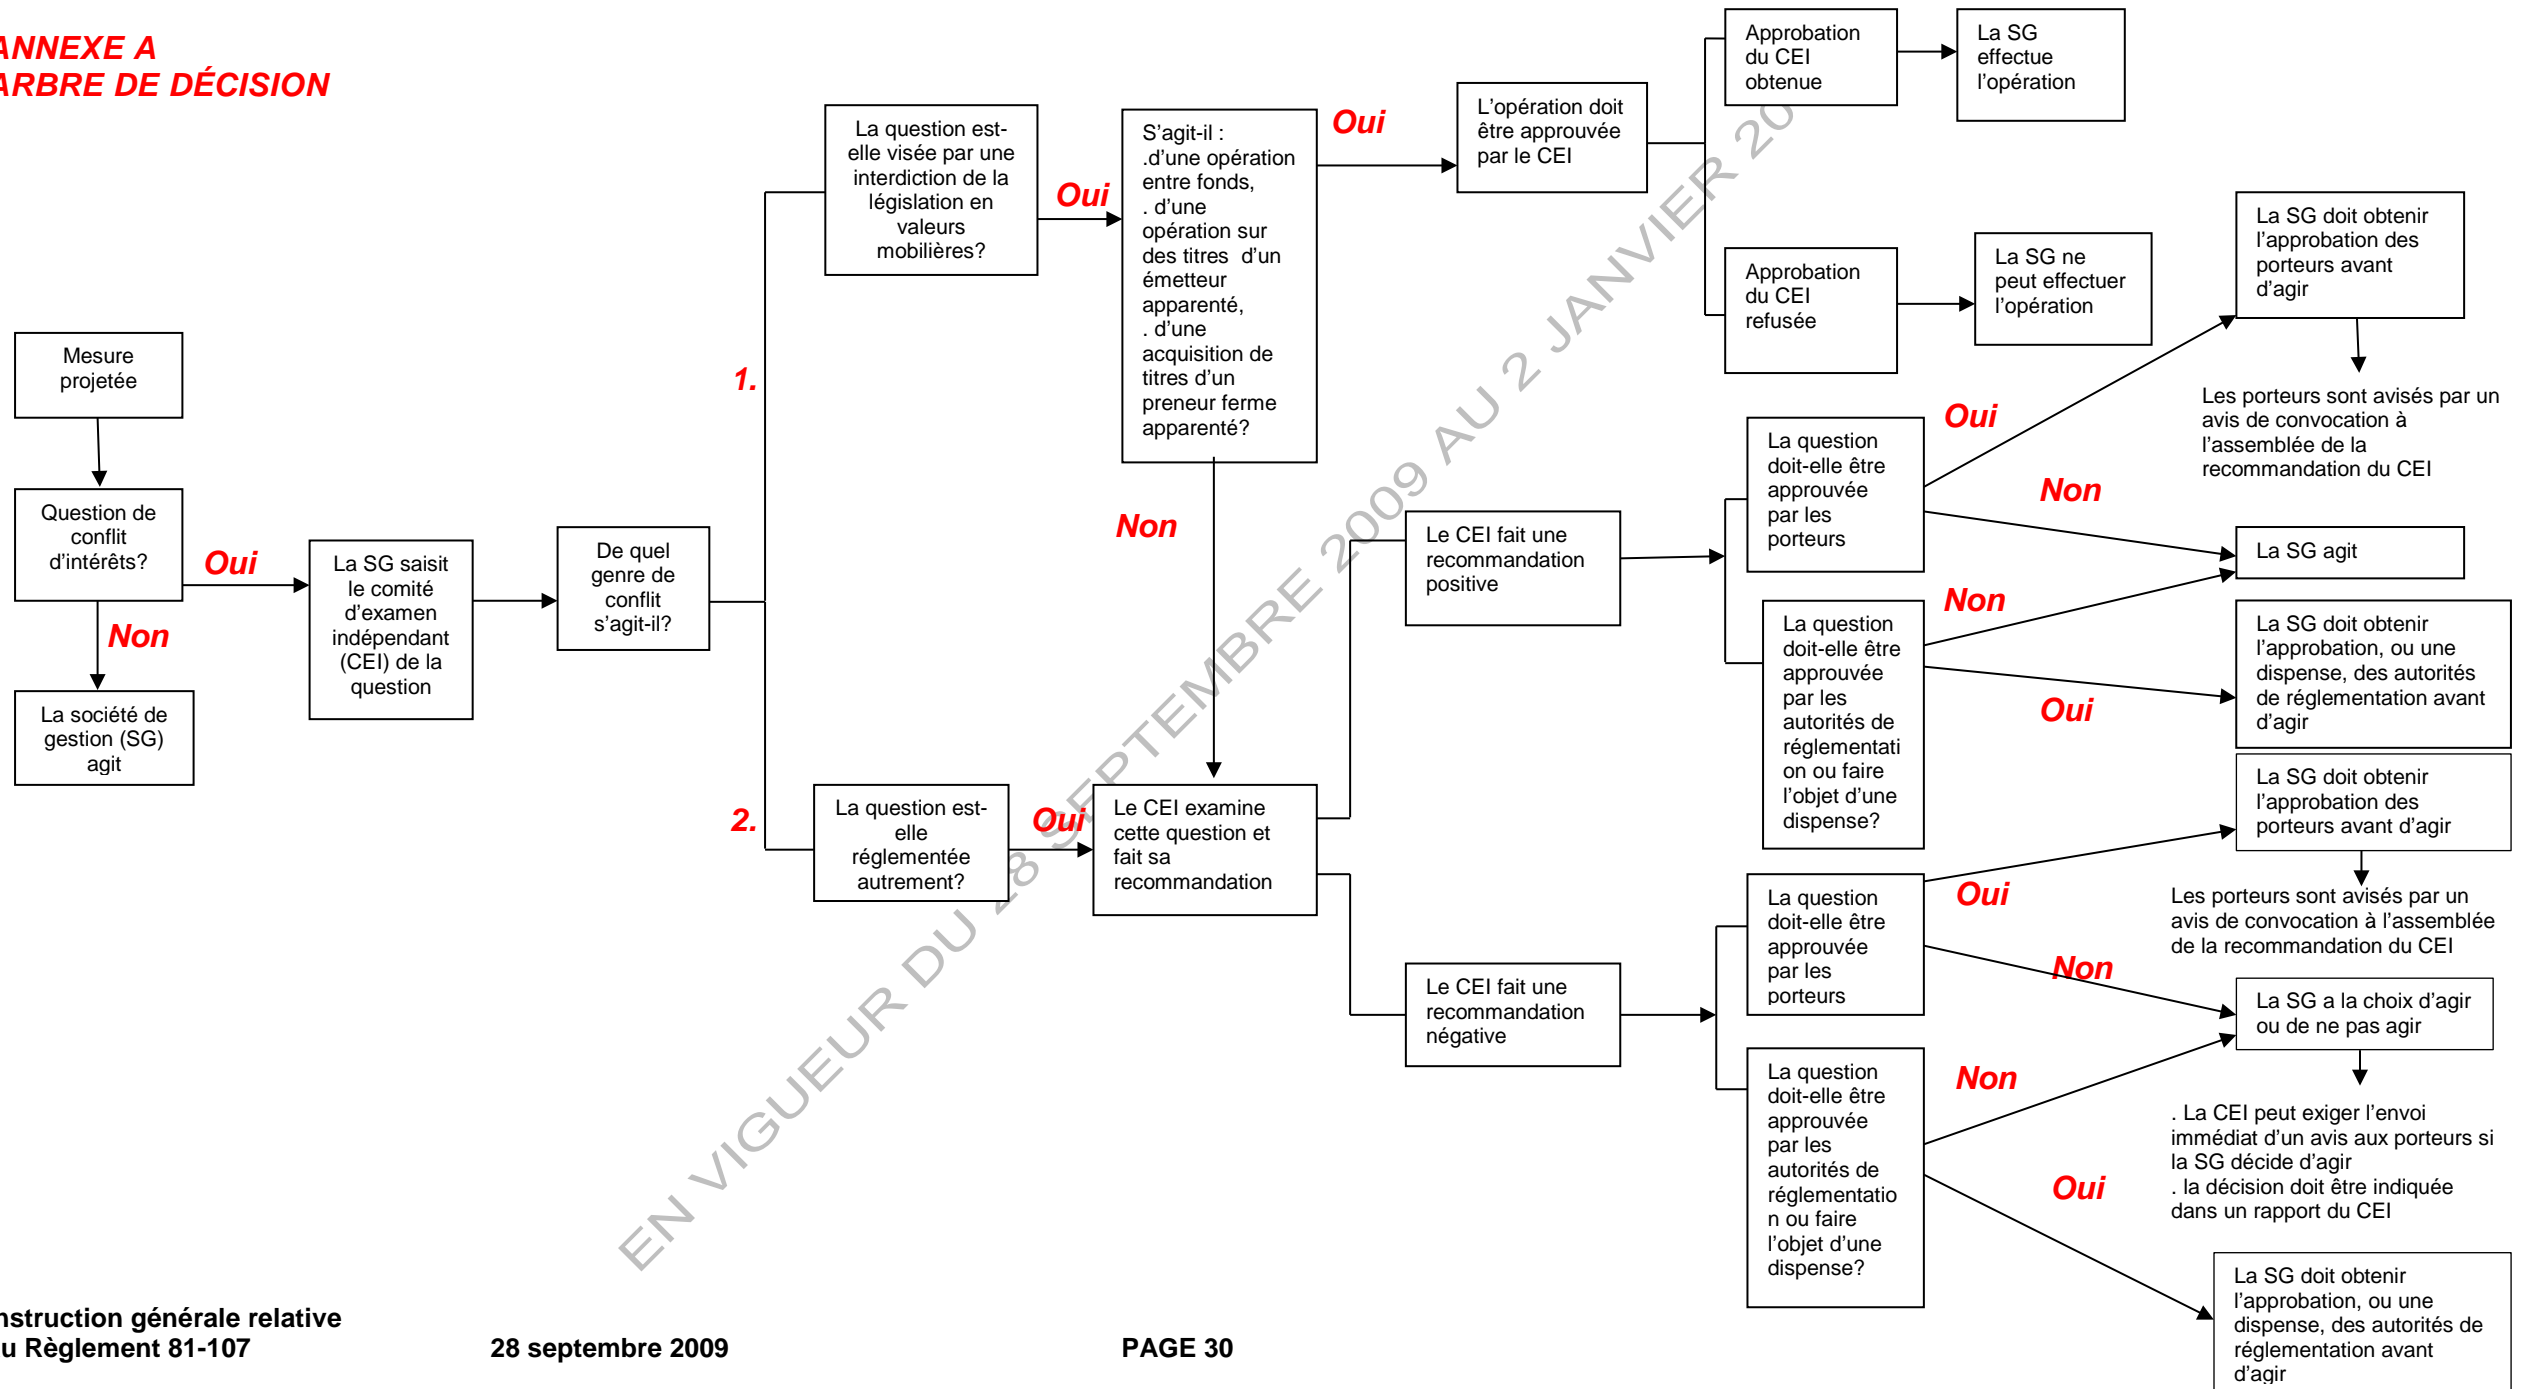 ANNEXE A
ARBRE DE DÉCISION
Mesure
projetée
Question de
conflit
d'intérêts?
Oui
Non
La société de
gestion (SG)
agit
La SG saisit
le comité
d'examen
indépendant
(CEI) de la
question
De quel
genre de
conflit
s'agit-il?
1.
La question est-
elle visée par une
interdiction de la
législation en
valeurs
mobilières?
Oui
S'agit-il :
.d'une opération
entre fonds,
. d'une
opération sur
des titres d'un
émetteur
apparenté,
. d'une
acquisition de
titres d'un
preneur ferme
apparenté?
Oui
L'opération doit
être approuvée
par le CEI
Approbation
du CEI
obtenue
La SG
effectue
l'opération
Approbation
du CEI
refusée
La SG ne
peut effectuer
l'opération
Non
2.
La question est-
elle
réglementée
autrement?
Oui
Le CEI examine
cette question et
fait sa
recommandation
Le CEI fait une
recommandation
positive
La question
doit-elle être
approuvée
par les
porteurs
Oui
La SG doit obtenir
l'approbation des
porteurs avant
d'agir
Les porteurs sont avisés par un
avis de convocation à
l'assemblée de la
recommandation du CEI
Non
La SG agit
La question
doit-elle être
approuvée
par les
autorités de
réglementati
on ou faire
l'objet d'une
dispense?
Non
Oui
La SG doit obtenir
l'approbation, ou une
dispense, des autorités
de réglementation avant
d'agir
Le CEI fait une
recommandation
négative
La question
doit-elle être
approuvée
par les
porteurs
Oui
La SG doit obtenir
l'approbation des
porteurs avant d'agir
Les porteurs sont avisés par un
avis de convocation à l'assemblée
de la recommandation du CEI
Non
La SG a la choix d'agir
ou de ne pas agir
. La CEI peut exiger l'envoi
immédiat d'un avis aux porteurs si
la SG décide d'agir
. la décision doit être indiquée
dans un rapport du CEI
La question
doit-elle être
approuvée
par les
autorités de
réglementatio
n ou faire
l'objet d'une
dispense?
Non
Oui
La SG doit obtenir
l'approbation, ou une
dispense, des autorités de
réglementation avant
d'agir
EN VIGUEUR DU 28 SEPTEMBRE 2009 AU 2 JANVIER 20
nstruction générale relative
u Règlement 81-107
28 septembre 2009
PAGE 30